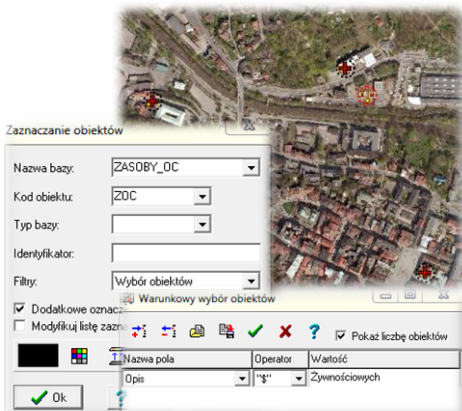 Zaznaczanie obiektów
Nazwa bazy: ZASOBY_OC
Kod obiektu: ZOC
Typ bazy:
Identyfikator:
Filtry: Wybór obiektów
Dodatkowe oznacz
Modyfikuj listę zazn
Ok
Warunkowy wybór obiektów
Pokaż liczbę obiektów
Nazwa pola Operator Wartość
Opis "$" Żywnościowych